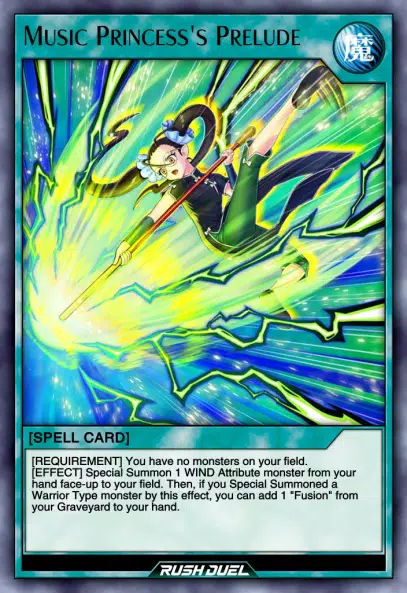 Music Princess's Prelude
魔
[SPELL CARD]
[REQUIREMENT] You have no monsters on your field.
[EFFECT] Special Summon 1 WIND Attribute monster from your
hand face-up to your field. Then, if you Special Summoned a
Warrior Type monster by this effect, you can add 1 "Fusion" from
your Graveyard to your hand.
RUSH DUEL